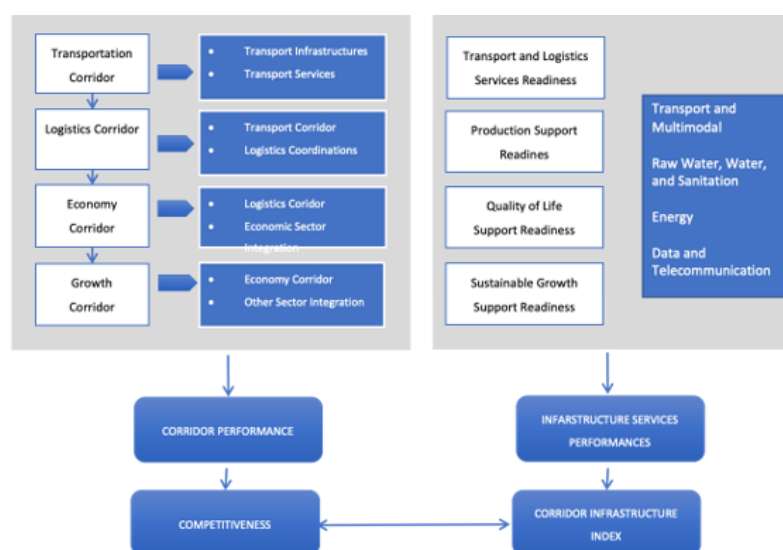 Transportation
Corridor
• Transport Infrastructures
• Transport Services
Logistics Corridor
• Transport Corridor
• Logistics Coordinations
Economy
Corridor
• Logistics Coridor
• Economic Sector
Integration
Growth
Corridor
• Economy Corridor
• Other Sector Integration
Transport and Logistics
Services Readiness
Production Support
Readines
Quality of Life
Support Readiness
Sustainable Growth
Support Readiness
Transport and
Multimodal
Raw Water, Water,
and Sanitation
Energy
Data and
Telecommunication
CORRIDOR PERFORMANCE
INFARSTRUCTURE SERVICES
PERFORMANCES
COMPETITIVENESS
CORRIDOR INFRASTRUCTURE
INDEX